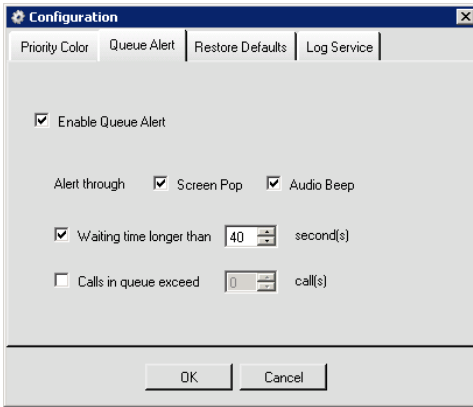 Configuration
Priority Color Queue Alert Restore Defaults Log Service
Enable Queue Alert
Alert through Screen Pop Audio Beep
Waiting time longer than 40 second(s)
Calls in queue exceed 0 call(s)
OK Cancel